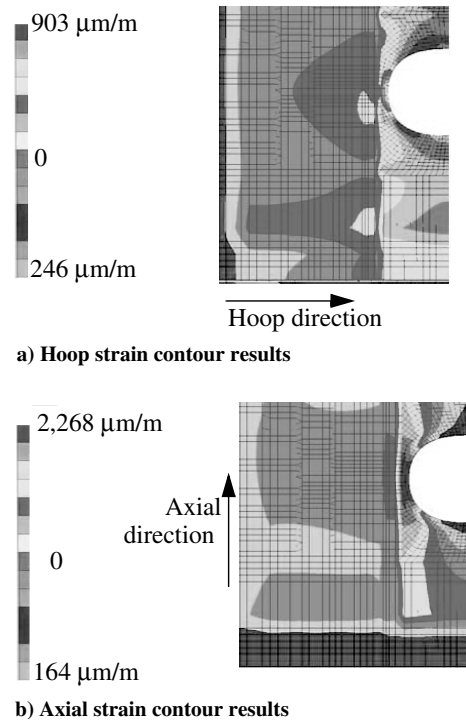 903 µm/m
0
246 µm/m
Hoop direction
a) Hoop strain contour results
2,268 µm/m
Axial
direction
0
164 µm/m
b) Axial strain contour results